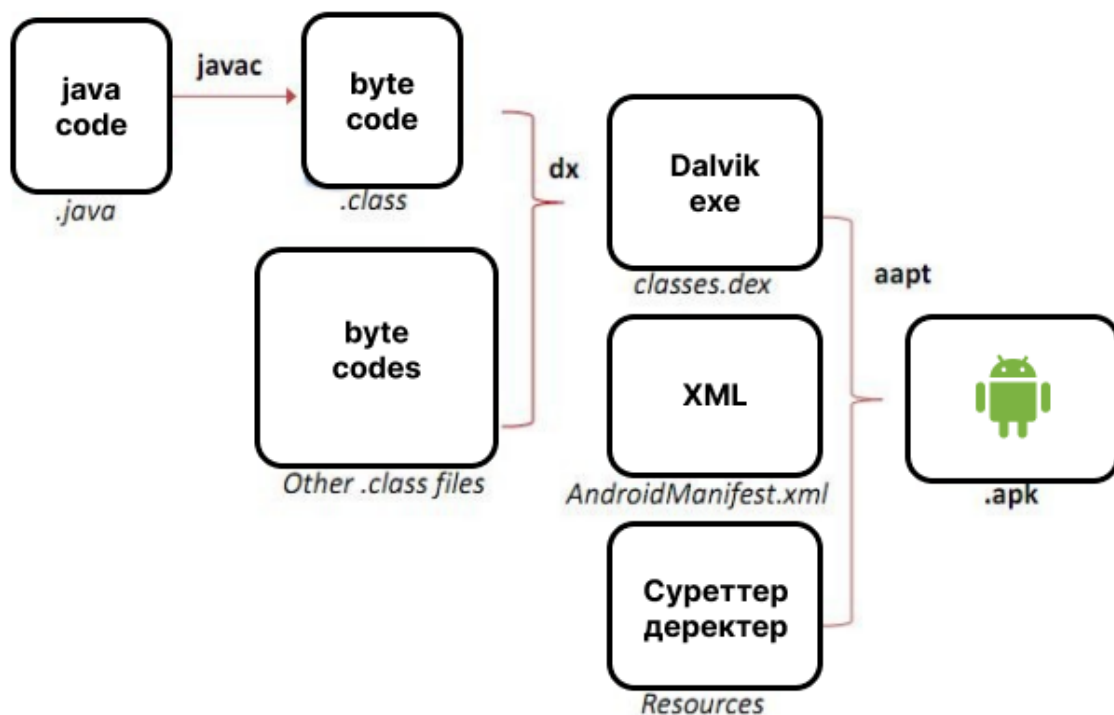 java
code
.java
javac
byte
code
.class
byte
codes
Other .class files
dx
Dalvik
exe
classes.dex
XML
AndroidManifest.xml
Суреттер
деректер
Resources
aapt
.apk